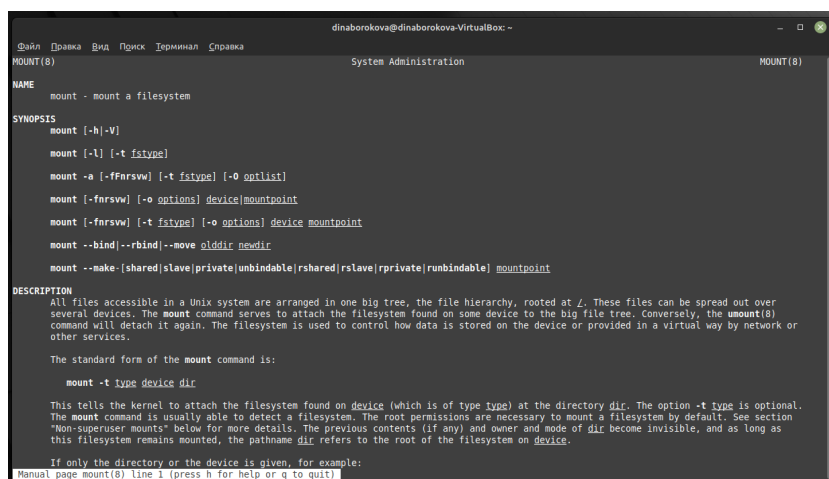 dinaborokova@dinaborokova-VirtualBox: ~
Файл Правка Вид Поиск Терминал Справка
MOUNT(8) System Administration MOUNT(8)
NAME
mount - mount a filesystem
SYNOPSIS
mount [-h|-V]
mount [-l] [-t fstype]
mount -a [-fFnrsvw] [-t fstype] [-O optlist]
mount [-fnrsvw] [-o options] device|mountpoint
mount [-fnrsvw] [-t fstype] [-o options] device mountpoint
mount --bind|--rbind|--move olddir newdir
mount --make-[shared|slave|private|unbindable|rshared|rslave|rprivate|runbindable] mountpoint
DESCRIPTION
All files accessible in a Unix system are arranged in one big tree, the file hierarchy, rooted at /. These files can be spread out over
several devices. The mount command serves to attach the filesystem found on some device to the big file tree. Conversely, the umount(8)
command will detach it again. The filesystem is used to control how data is stored on the device or provided in a virtual way by network or
other services.
The standard form of the mount command is:
mount -t type device dir
This tells the kernel to attach the filesystem found on device (which is of type type) at the directory dir. The option -t type is optional.
The mount command is usually able to detect a filesystem. The root permissions are necessary to mount a filesystem by default. See section
"Non-superuser mounts" below for more details. The previous contents (if any) and owner and mode of dir become invisible, and as long as
this filesystem remains mounted, the pathname dir refers to the root of the filesystem on device.
If only the directory or the device is given, for example:
Manual page mount(8) line 1 (press h for help or q to quit)